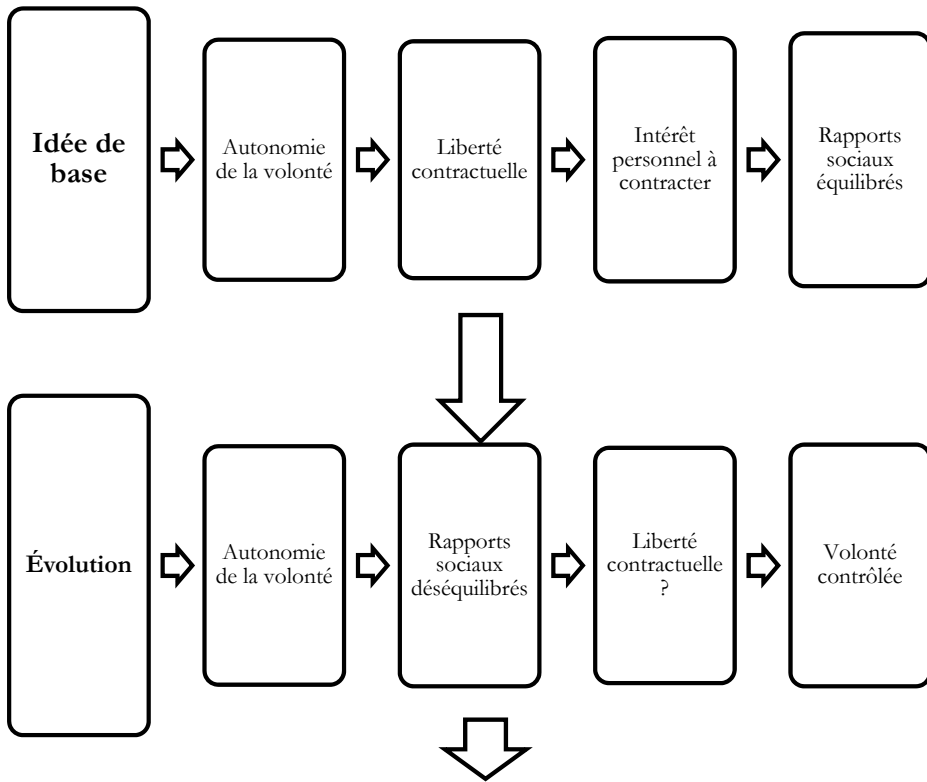 Idée de
base
Autonomie
de la volonté
Liberté
contractuelle
Intérêt
personnel à
contracter
Rapports
sociaux
équilibrés
Évolution
Autonomie
de la volonté
Rapports
sociaux
déséquilibrés
Liberté
contractuelle
?
Volonté
contrôlée